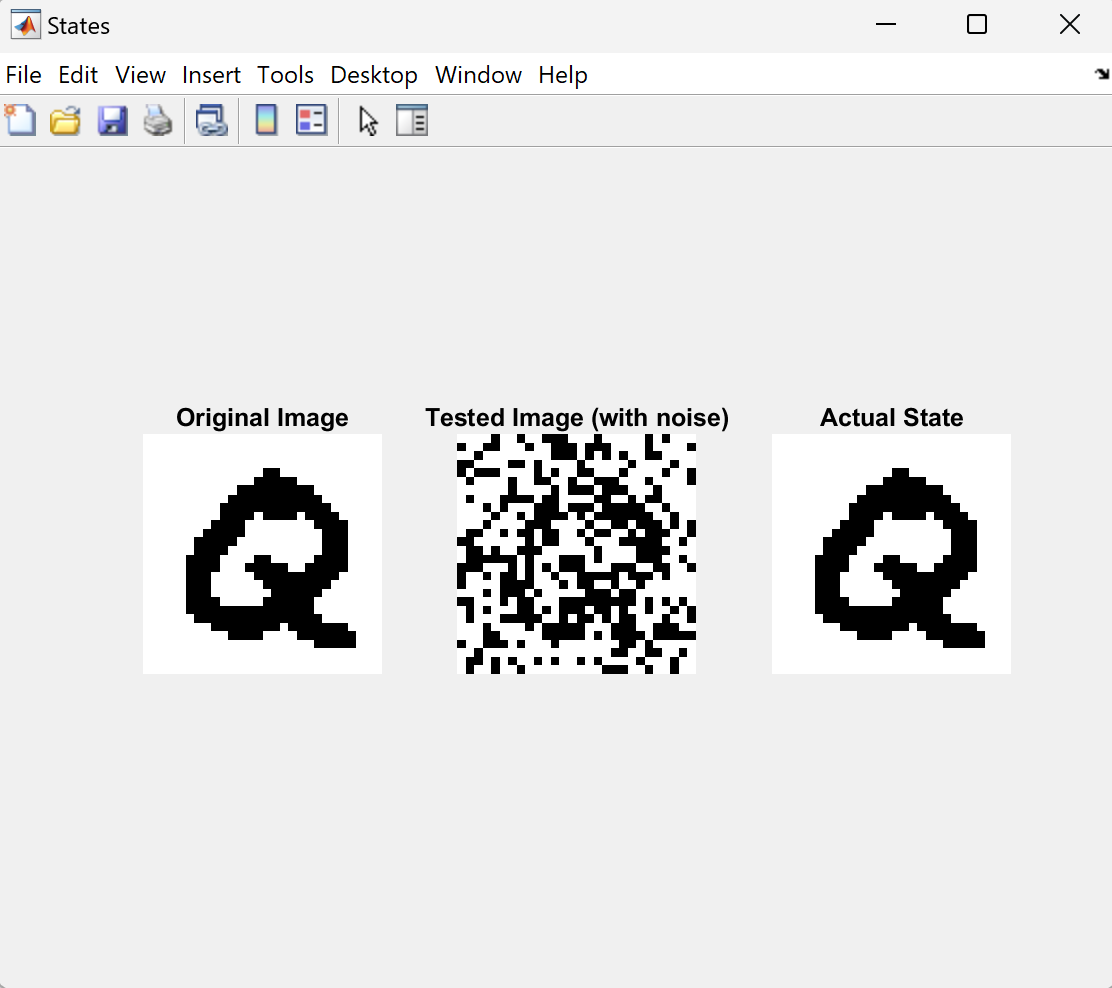 States
File Edit View Insert Tools Desktop Window Help
Original Image
Tested Image (with noise)
Actual State
Q
Q